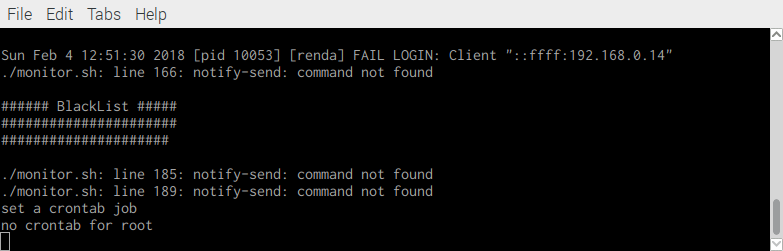 File Edit Tabs Help
Sun Feb 4 12:51:30 2018 [pid 10053] [renda] FAIL LOGIN: Client "::ffff:192.168.0.14"
./monitor.sh: line 166: notify-send: command not found
###### BlackList #####
######################
#####################
./monitor.sh: line 185: notify-send: command not found
./monitor.sh: line 189: notify-send: command not found
set a crontab job
no crontab for root